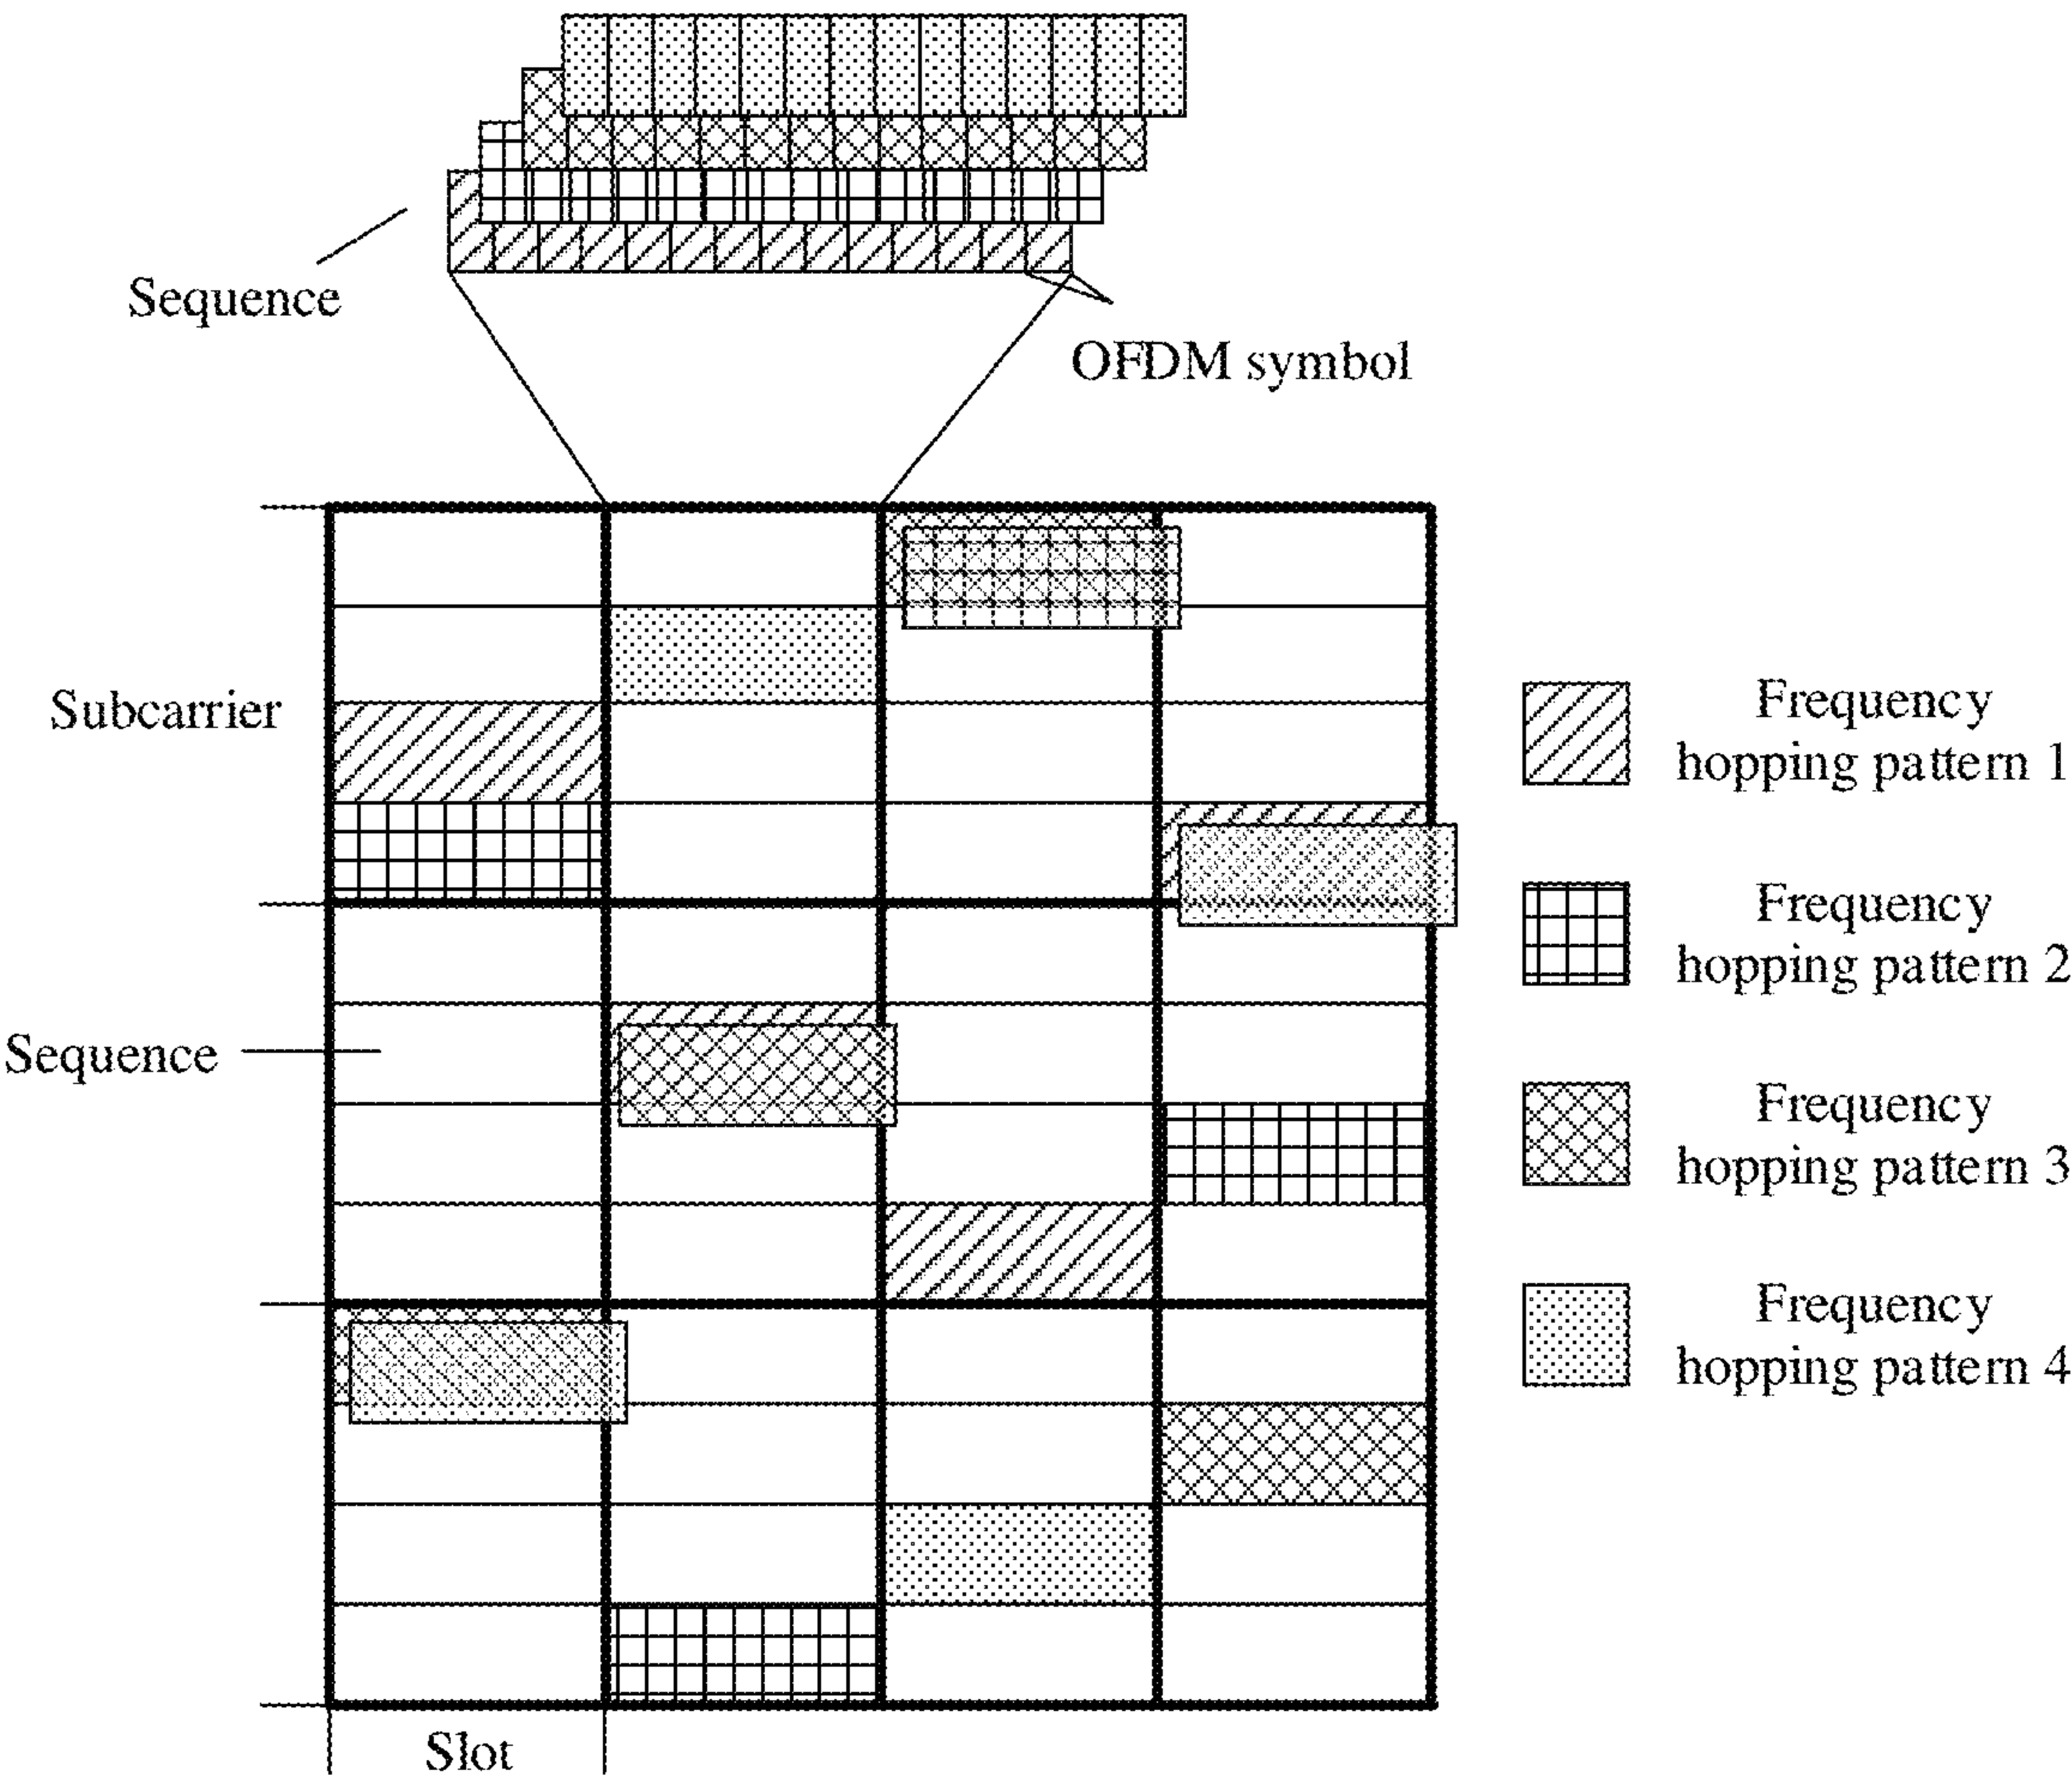 Sequence
OFDM symbol
Subcarrier
Sequence
Slot
Frequency
hopping pattern 1
Frequency
hopping pattern 2
Frequency
hopping pattern 3
Frequency
hopping pattern 4